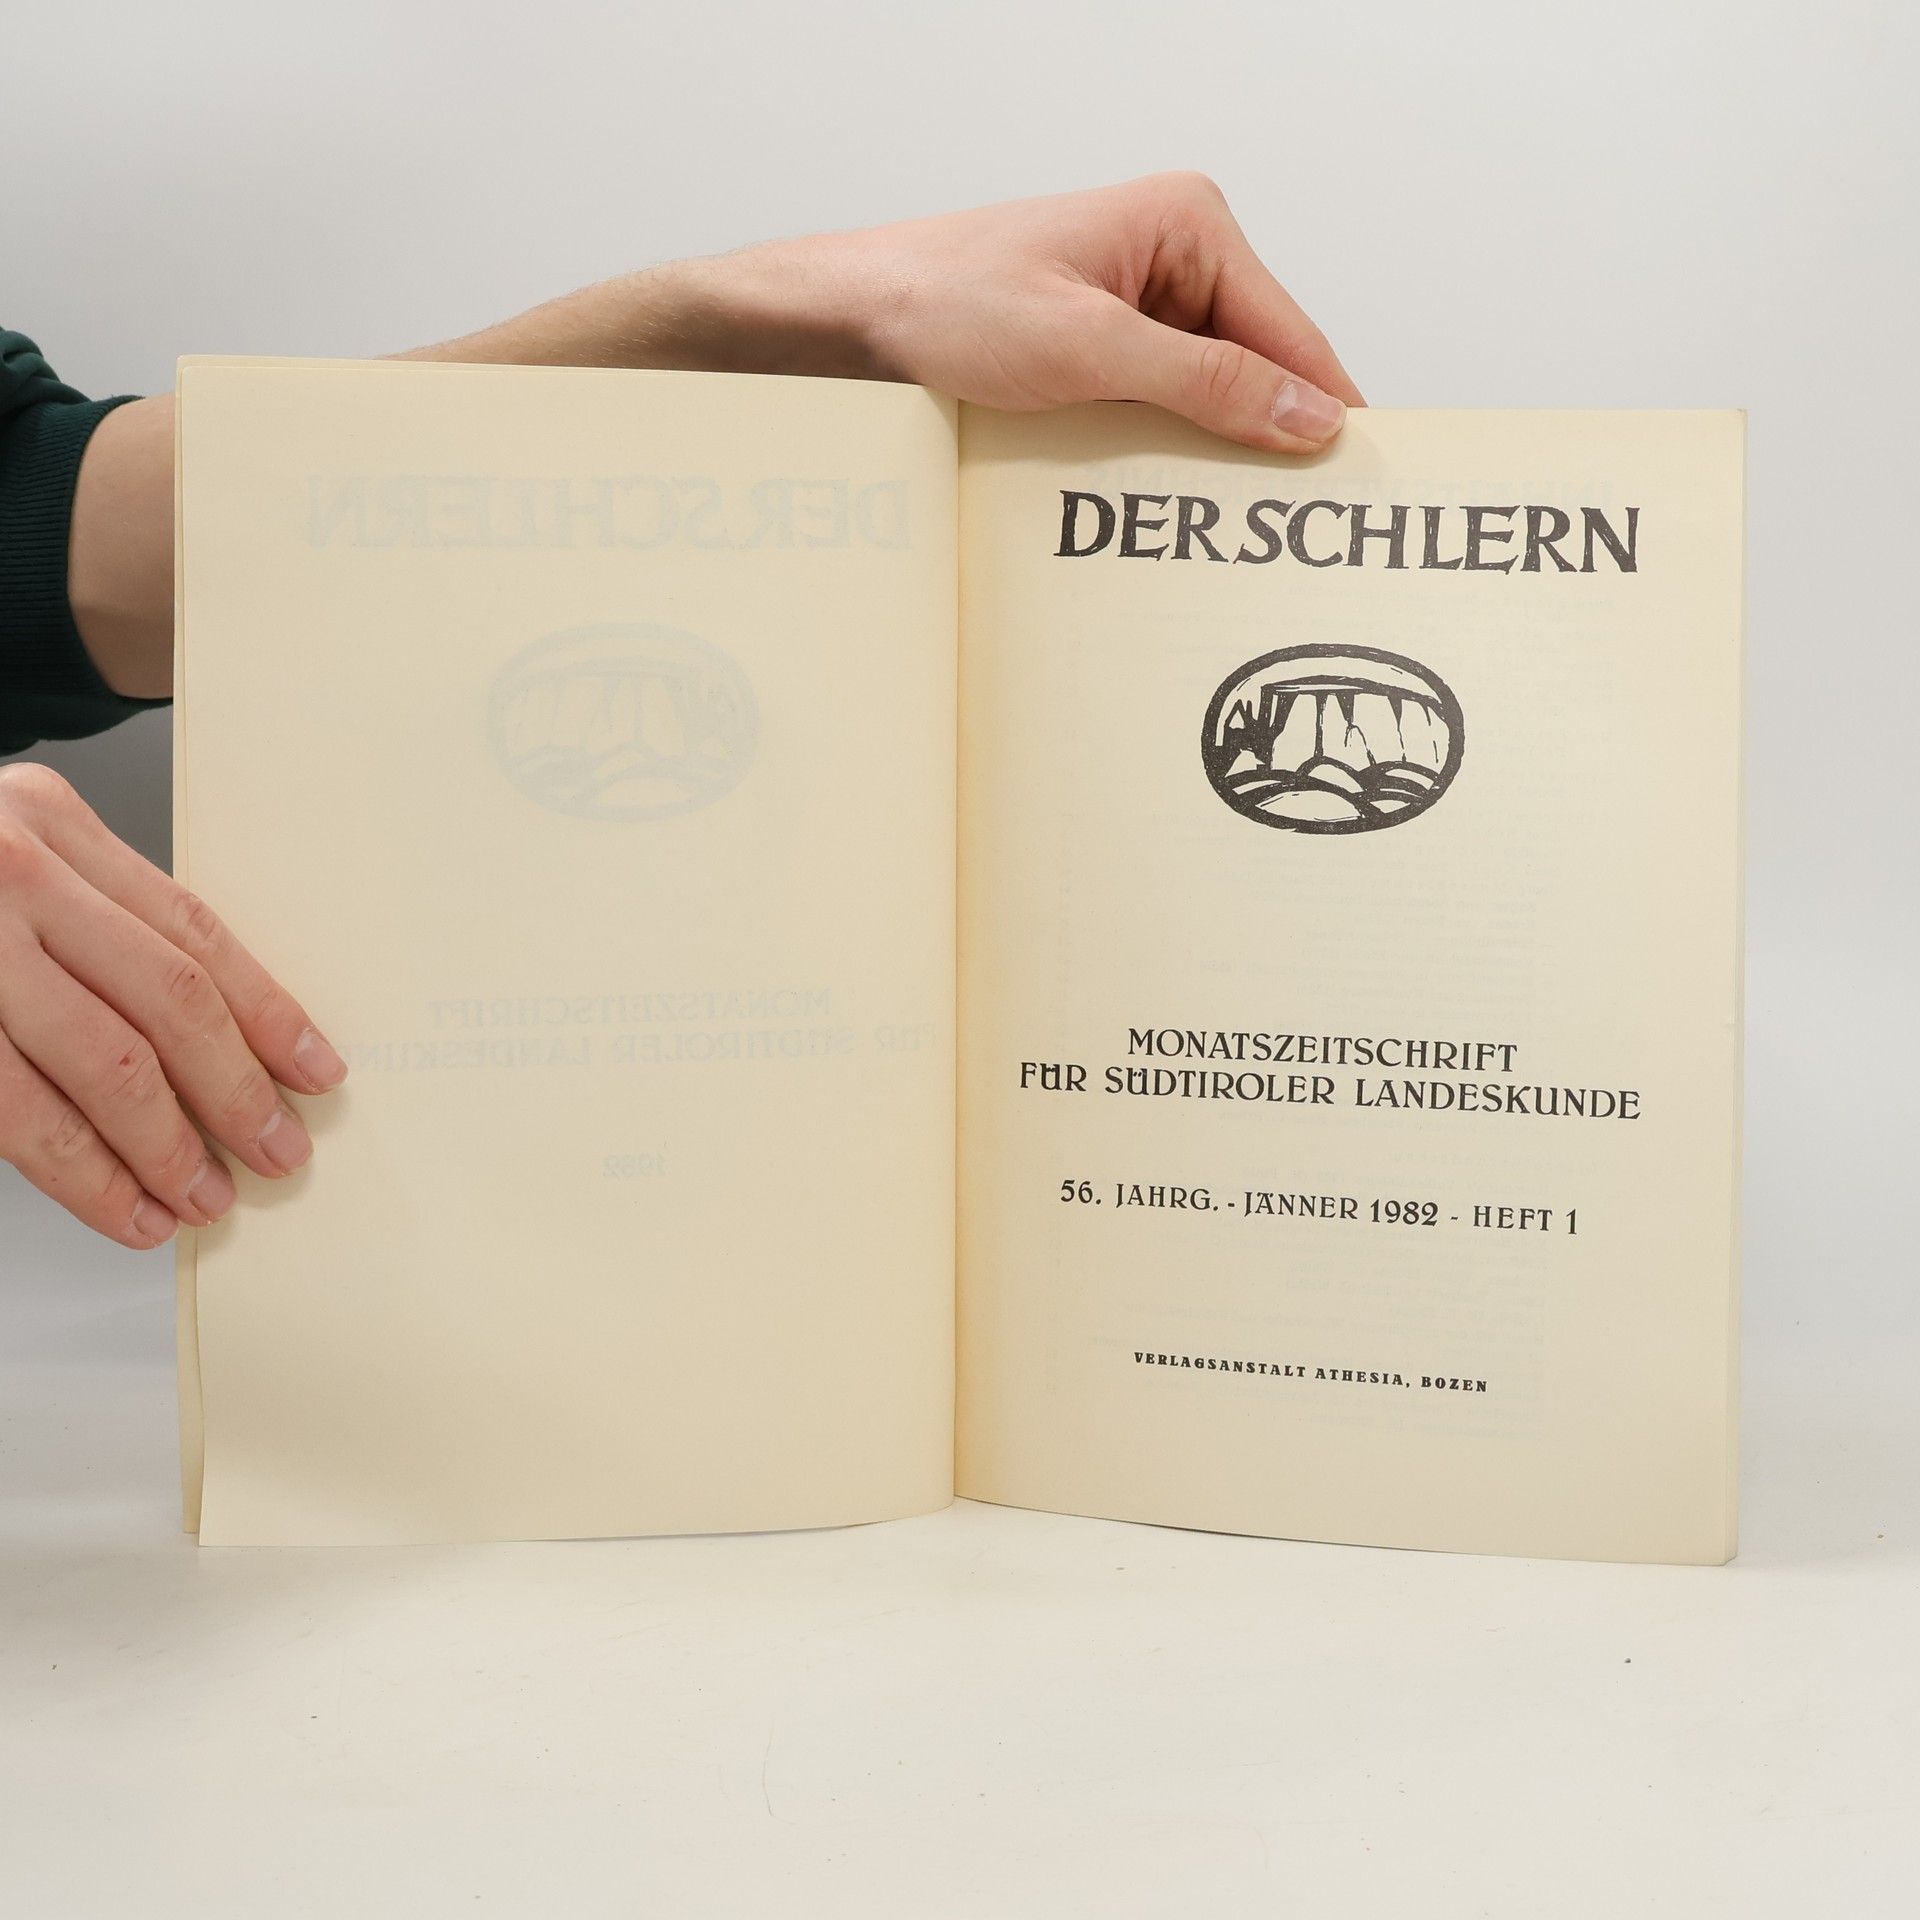 DER SCHLERN
MONATSZEITSCHRIFT
FÜR SÜDTIROLER LANDESKUNDE
56. JAHRG. - JÄNNER 1982 - HEFT 1
VERLAGSANSTALT ATHESIA, BOZEN